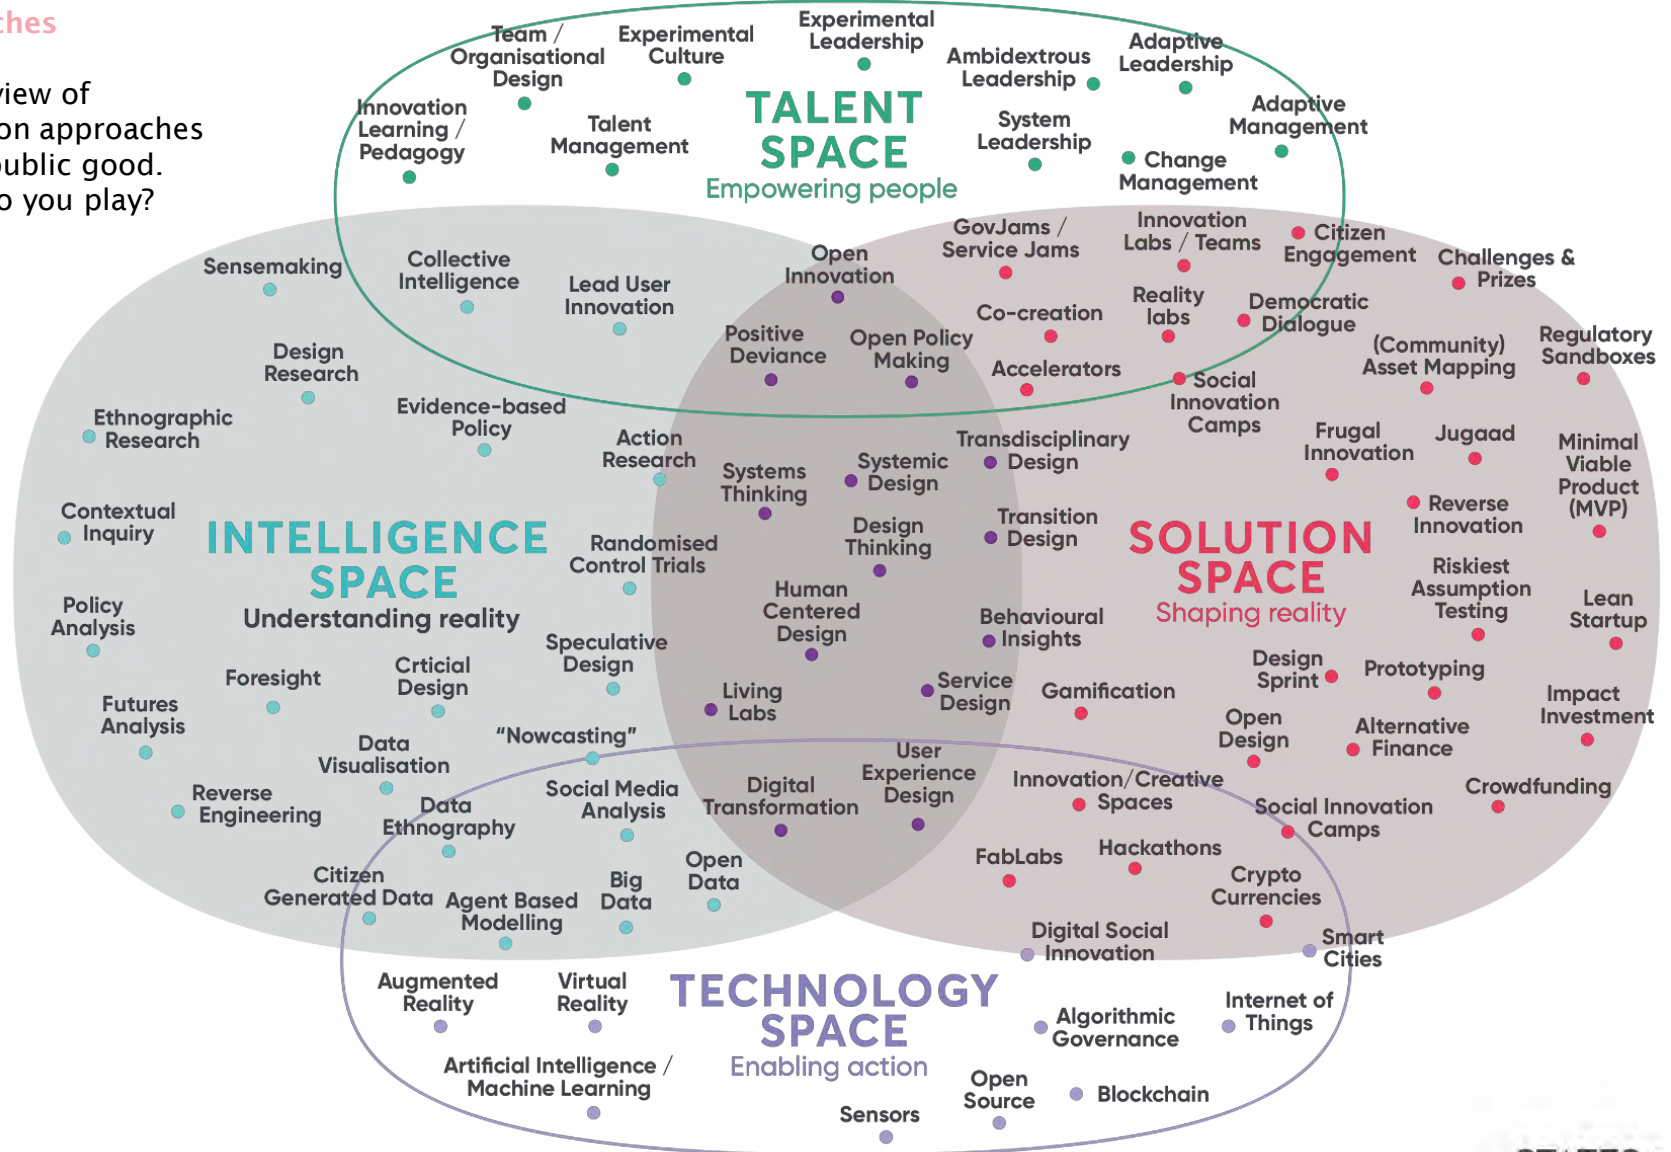 ches
view of
on approaches
public good.
o you play?
Team /
Organisational
Design
Experimental
Culture
Experimental
Leadership
Ambidextrous
Leadership
Adaptive
Leadership
Innovation
Learning /
Pedagogy
Talent
Management
TALENT
SPACE
Empowering people
System
Leadership
Adaptive
Management
Change
Management
Sensemaking
Collective
Intelligence
Lead User
Innovation
Open
Innovation
GovJams /
Service Jams
Innovation
Labs / Teams
Citizen
Engagement
Challenges &
Prizes
Design
Research
Positive
Deviance
Open Policy
Making
Co-creation
Reality
labs
Democratic
Dialogue
(Community)
Asset Mapping
Regulatory
Sandboxes
Accelerators
Social
Innovation
Camps
Ethnographic
Research
Evidence-based
Policy
Action
Research
Systems
Thinking
Systemic
Design
Transdisciplinary
Design
Frugal
Innovation
Jugaad
Minimal
Viable
Product
(MVP)
Contextual
Inquiry
INTELLIGENCE
SPACE
Understanding reality
Randomised
Control Trials
Design
Thinking
Transition
Design
SOLUTION
SPACE
Shaping reality
Reverse
Innovation
Riskiest
Assumption
Testing
Lean
Startup
Policy
Analysis
Human
Centered
Design
Behavioural
Insights
Speculative
Design
Foresight
Crticial
Design
Living
Labs
Service
Design
Gamification
Design
Sprint
Prototyping
Impact
Investment
Futures
Analysis
"Nowcasting"
Open
Design
Alternative
Finance
Data
Visualisation
User
Experience
Design
Reverse
Engineering
Data
Ethnography
Social Media
Analysis
Digital
Transformation
Innovation/Creative
Spaces
Social Innovation
Camps
Crowdfunding
Citizen
Generated Data
Agent Based
Modelling
Big
Data
Open
Data
FabLabs
Hackathons
Crypto
Currencies
Digital Social
Innovation
Smart
Cities
Augmented
Reality
Virtual
Reality
TECHNOLOGY
SPACE
Enabling action
Algorithmic
Governance
Internet of
Things
Artificial Intelligence /
Machine Learning
Sensors
Open
Source
Blockchain